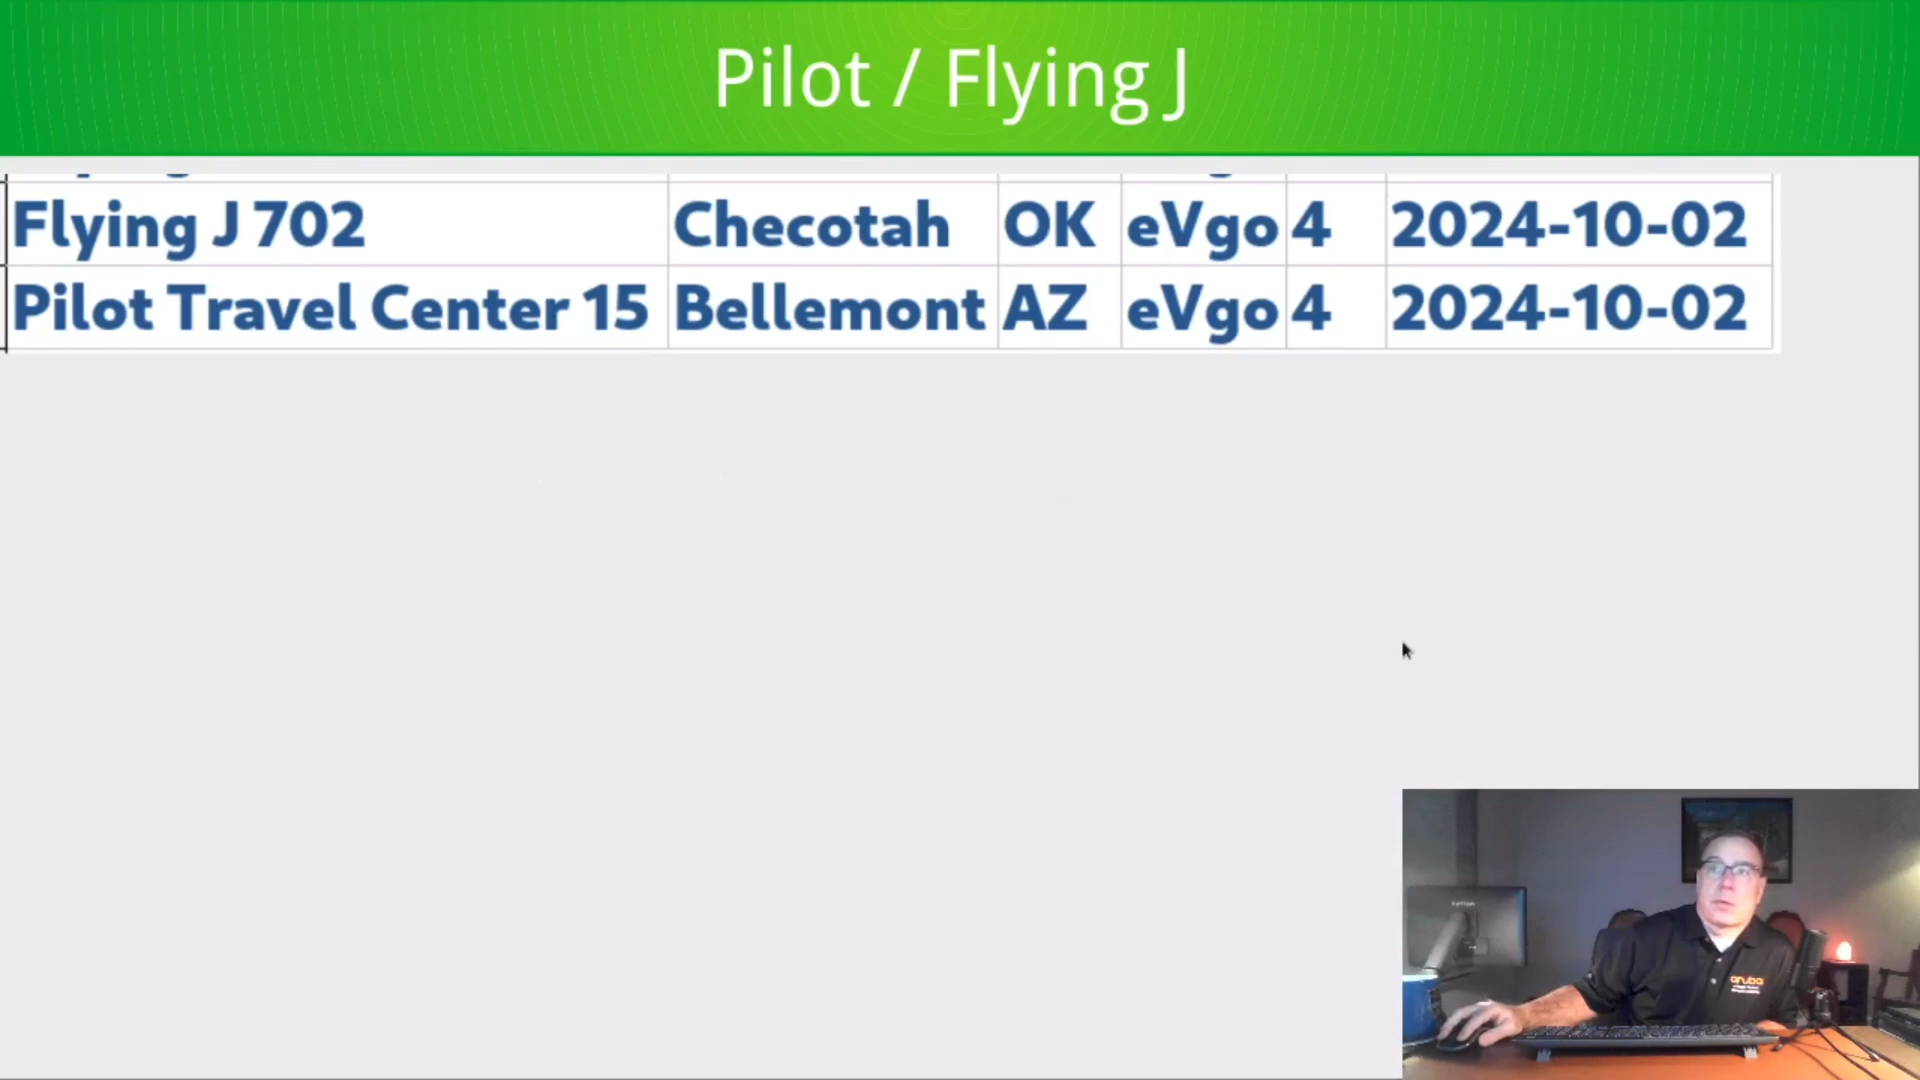 Pilot / Flying J
Flying J 702 Checotah OK eVgo 4 2024-10-02
Pilot Travel Center 15 Bellemont AZ eVgo 4 2024-10-02
aruba